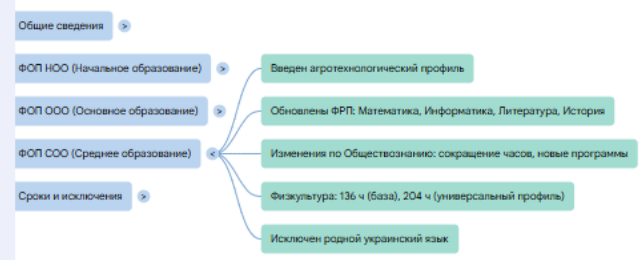 Общие сведения >
ФОП НОО (Начальное образование) >
ФОП ООО (Основное образование) >
ФОП СОО (Среднее образование) <
Сроки и исключения >
Введен агротехнологический профиль
Обновлены ФРП: Математика, Информатика, Литература, История
Изменения по Обществознанию: сокращение часов, новые программы
Физкультура: 136 ч (база), 204 ч (универсальный профиль)
Исключен родной украинский язык